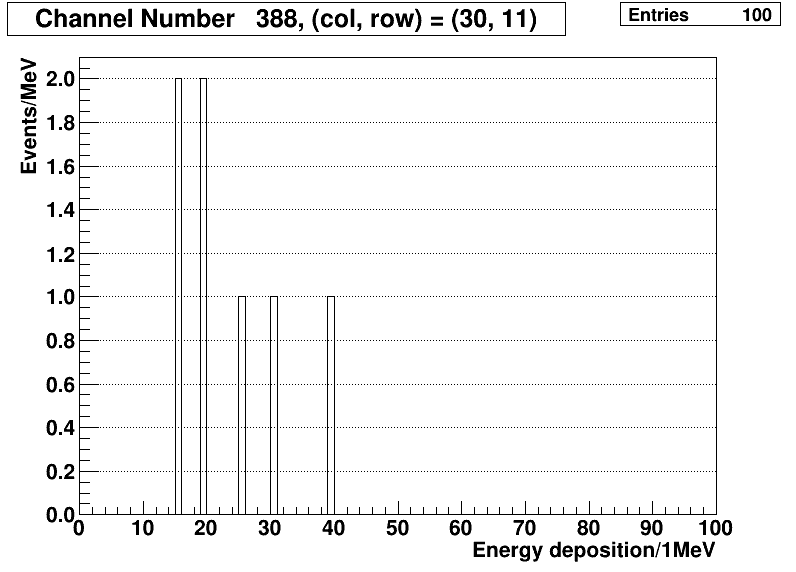 Channel Number 388, (col, row) = (30, 11)
Entries 100
Events/MeV
2.0
1.8
1.6
1.4
1.2
1.0
0.8
0.6
0.4
0.2
0.0
0 10 20 30 40 50 60 70 80 90 100
Energy deposition/1MeV